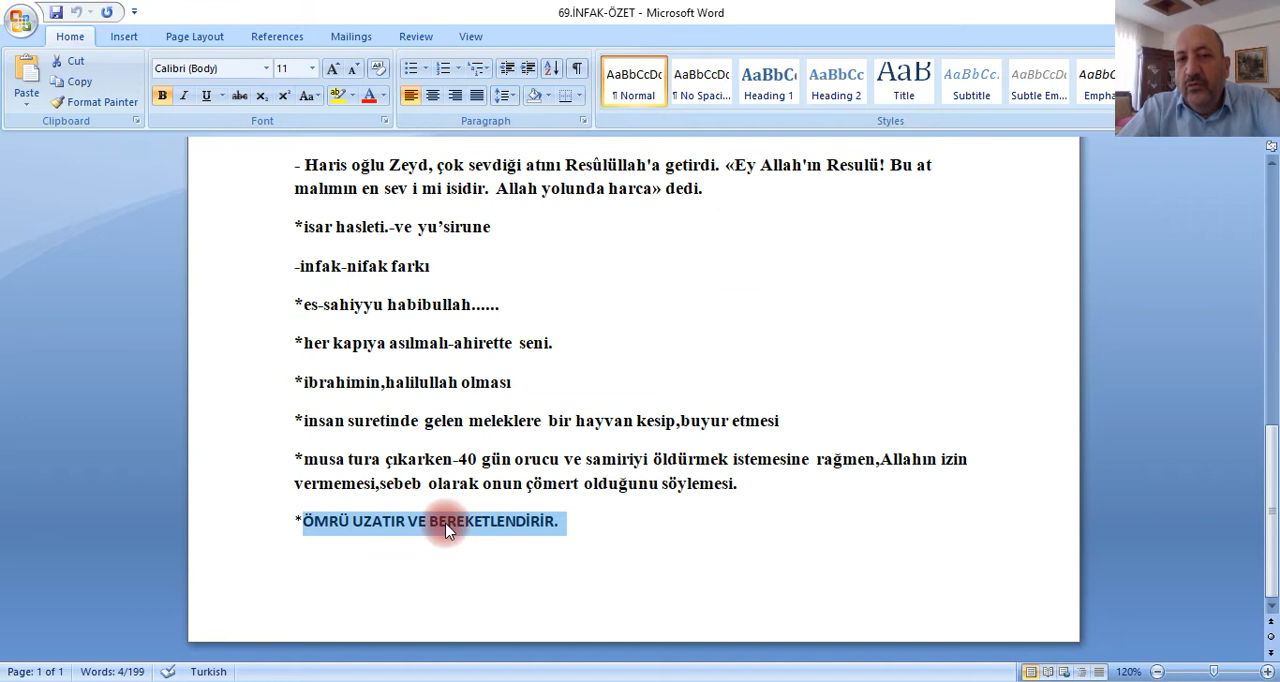 69.İNFAK-ÖZET - Microsoft Word
Home Insert Page Layout References Mailings Review View
Paste Cut Copy Format Painter
Clipboard
Calibri (Body) 11
Font
Paragraph
AaBbCcDc AaBbCcDc AaBbCc AaBbCc AaB AaBbCc. AaBbCcDc AaBbCcDc
¶ Normal ¶ No Spaci... Heading 1 Heading 2 Title Subtitle Subtle Em... Empha
Styles
- Haris oğlu Zeyd, çok sevdiği atını Resûlüllah'a getirdi. «Ey Allah'ın Resulü! Bu at
malımın en sev i mi isidir. Allah yolunda harca» dedi.
*isar hasleti.-ve yu’sirune
-infak-nifak farkı
*es-sahiyyu habibullah......
*her kapıya asılmalı-ahirette seni.
*ibrahimin,halilullah olması
*insan suretinde gelen meleklere bir hayvan kesip,buyur etmesi
*musa tura çıkarken-40 gün orucu ve samiriyi öldürmek istemesine rağmen,Allahın izin
vermemesi,sebeb olarak onun çömert olduğunu söylemesi.
*ÖMRÜ UZATIR VE BEREKETLENDİRİR.
Page: 1 of 1 Words: 4/199 Turkish 120%